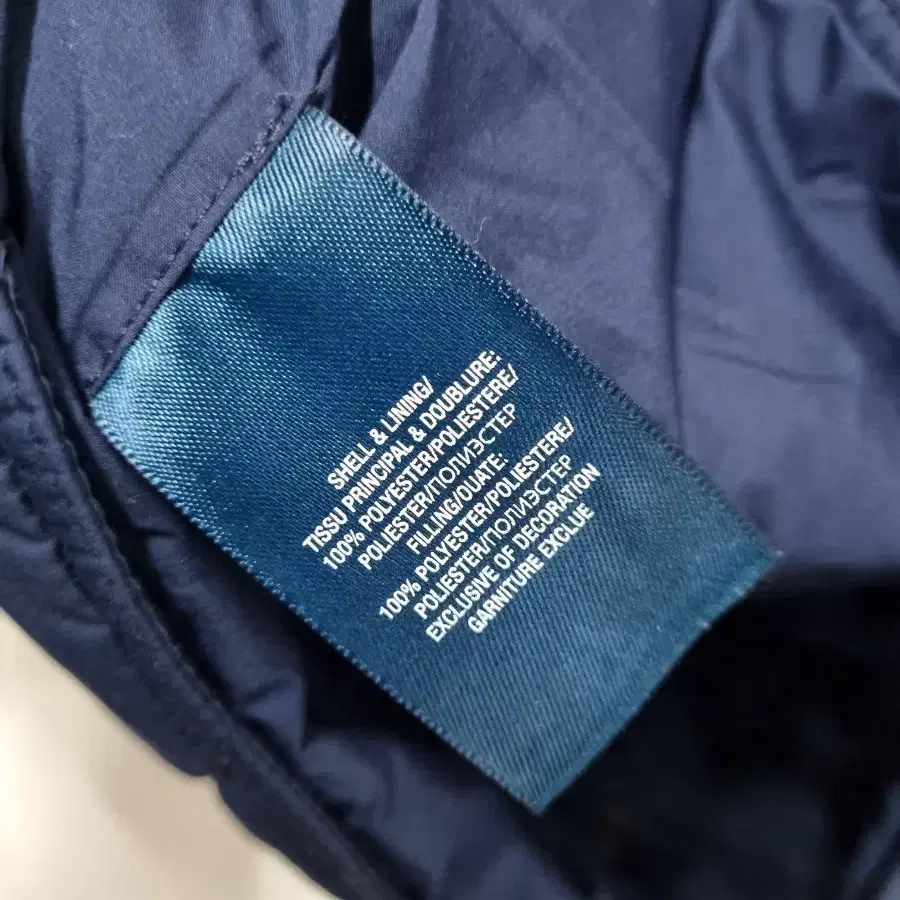 SHELL & LINING/
TISSU PRINCIPAL & DOUBLURE:
100% POLYESTER/POLIESTERE/
POLIESTER/ПОЛИЭСТЕР
FILLING/OUATE:
100% POLYESTER/POLIESTERE/
POLIESTER/ПОЛИЭСТЕР
EXCLUSIVE OF DECORATION
GARNITURE EXCLUE